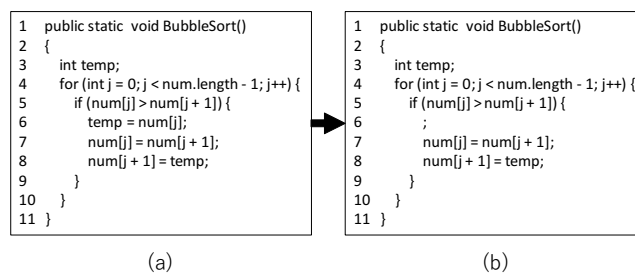 1 public static void BubbleSort()
2 {
3 int temp;
4 for (int j = 0; j < num.length - 1; j++) {
5 if (num[j] > num[j + 1]) {
6 temp = num[j];
7 num[j] = num[j + 1];
8 num[j + 1] = temp;
9 }
10 }
11 }
(a)
1 public static void BubbleSort()
2 {
3 int temp;
4 for (int j = 0; j < num.length - 1; j++) {
5 if (num[j] > num[j + 1]) {
6 ;
7 num[j] = num[j + 1];
8 num[j + 1] = temp;
9 }
10 }
11 }
(b)